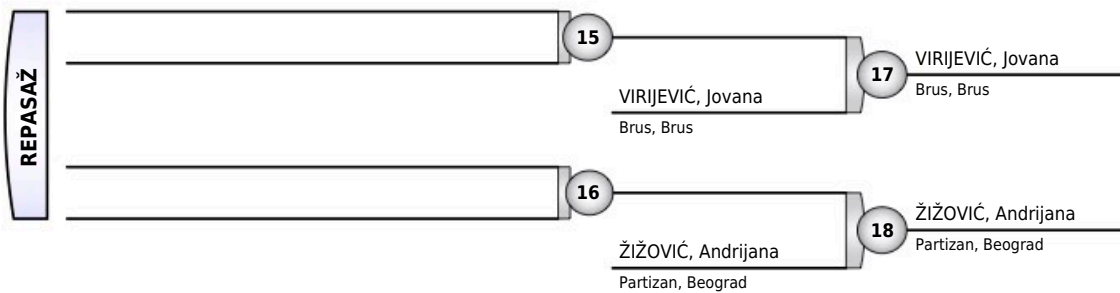 REPASAŽ
15
17
VIRIJEVIĆ, Jovana
Brus, Brus
VIRIJEVIĆ, Jovana
Brus, Brus
16
18
ŽIŽOVIĆ, Andrijana
Partizan, Beograd
ŽIŽOVIĆ, Andrijana
Partizan, Beograd